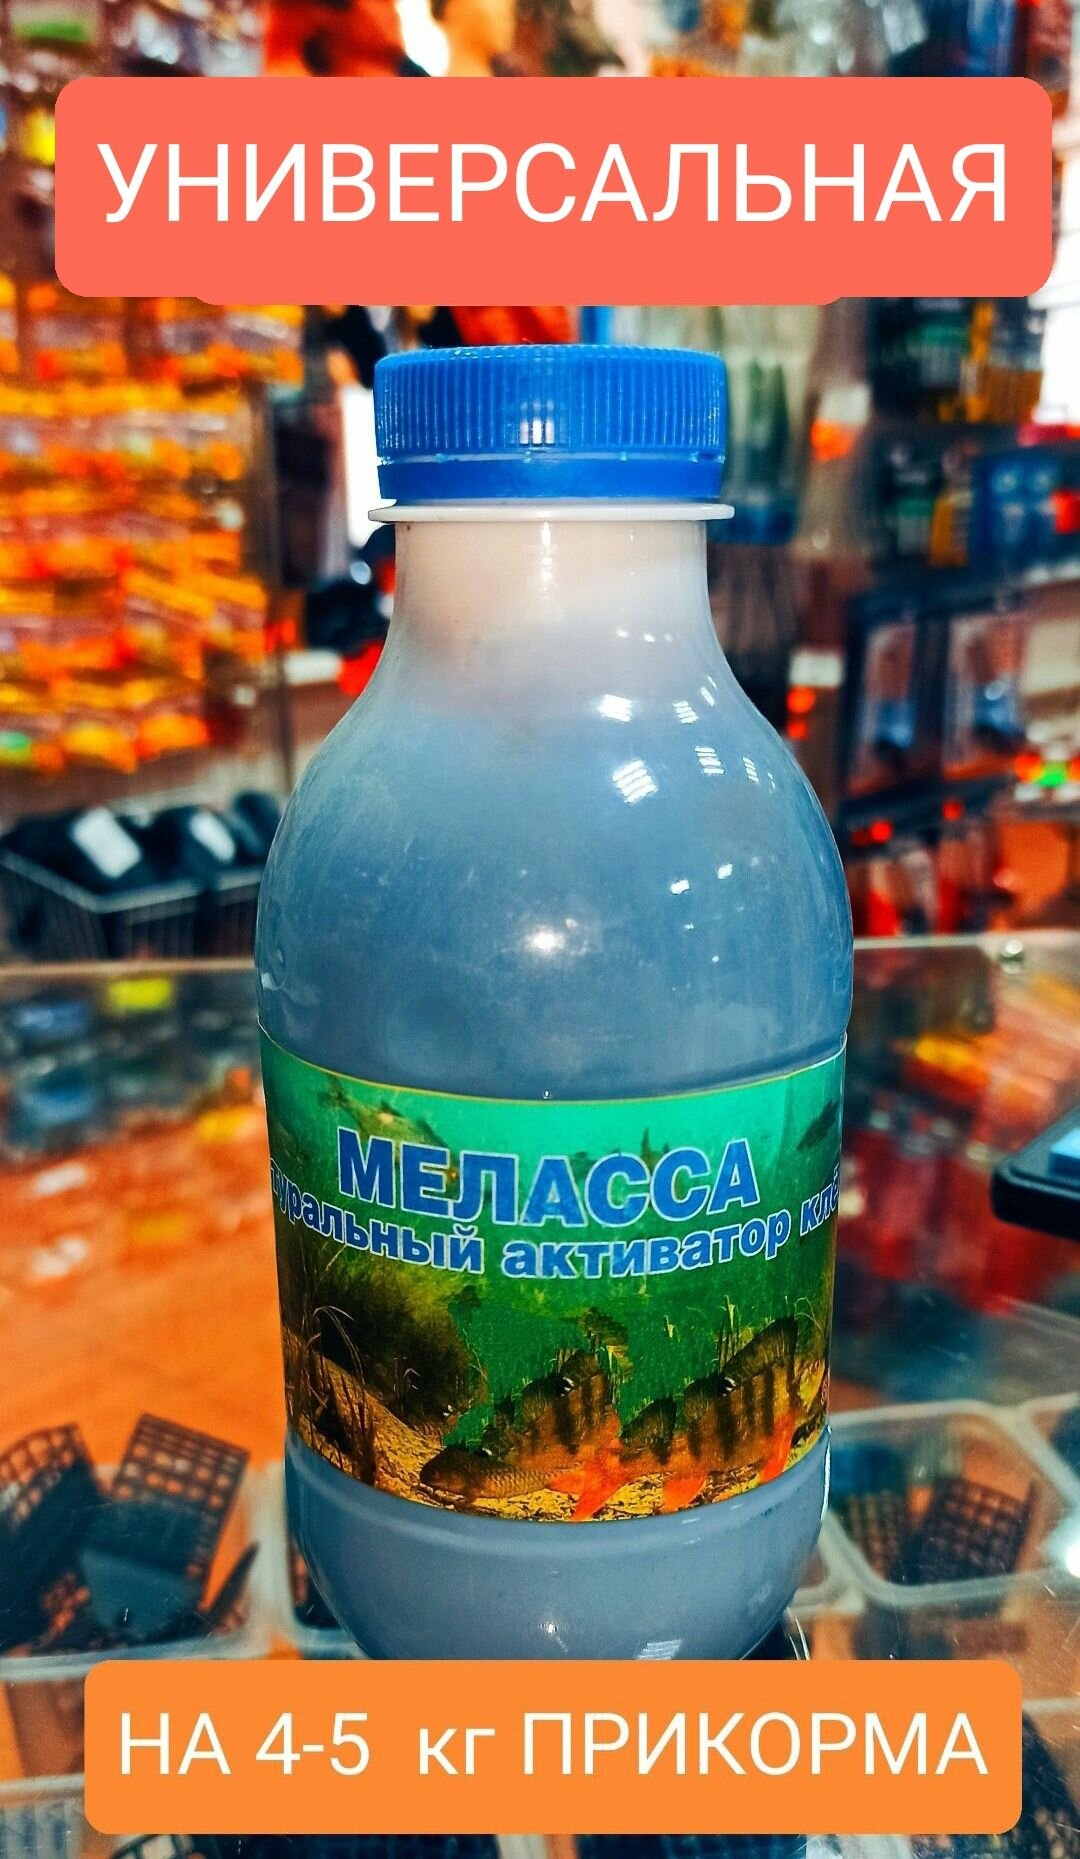 УНИВЕРСАЛЬНАЯ
МЕЛАССА
активатор
НА 4-5 кг ПРИКОРМА